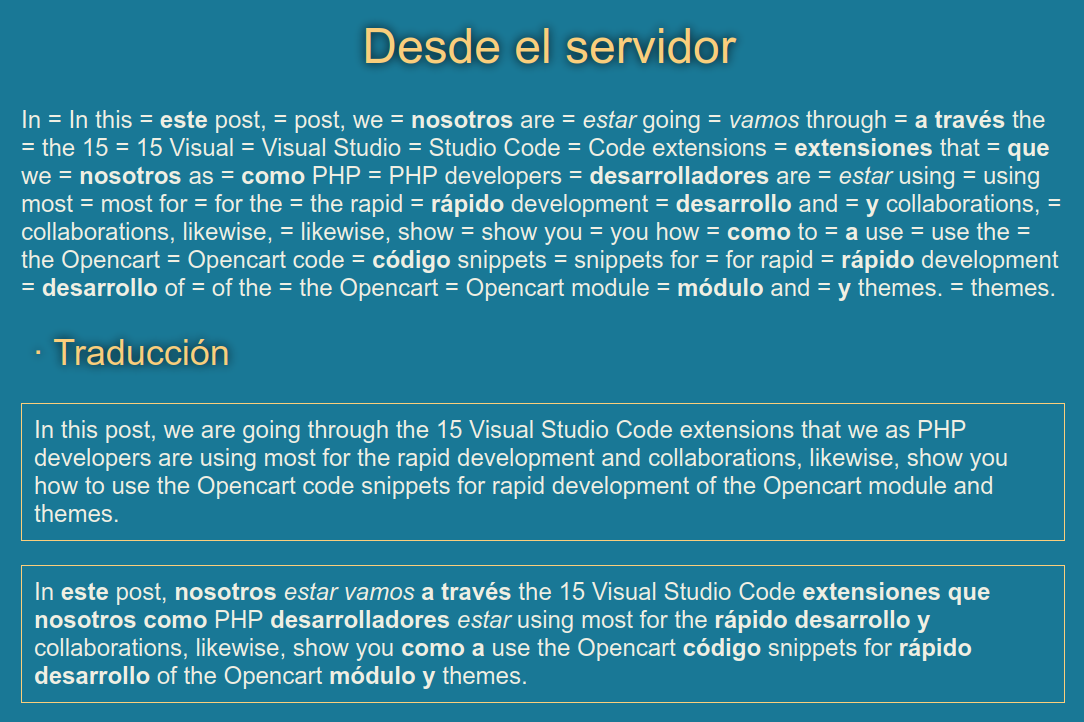 Desde el servidor
In = In this = este post, = post, we = nosotros are = estar going = vamos through = a través the
= the 15 = 15 Visual = Visual Studio = Studio Code = Code extensions = extensiones that = que
we = nosotros as = como PHP = PHP developers = desarrolladores are = estar using = using
most = most for = for the = the rapid = rápido development = desarrollo and = y collaborations, =
collaborations, likewise, = likewise, show = show you = you how = como to = a use = use the =
the Opencart = Opencart code = código snippets = snippets for = for rapid = rápido development
= desarrollo of = of the = the Opencart = Opencart module = módulo and = y themes. = themes.
· Traducción
In this post, we are going through the 15 Visual Studio Code extensions that we as PHP
developers are using most for the rapid development and collaborations, likewise, show you
how to use the Opencart code snippets for rapid development of the Opencart module and
themes.
In este post, nosotros estar vamos a través the 15 Visual Studio Code extensiones que
nosotros como PHP desarrolladores estar using most for the rápido desarrollo y
collaborations, likewise, show you como a use the Opencart código snippets for rápido
desarrollo of the Opencart módulo y themes.